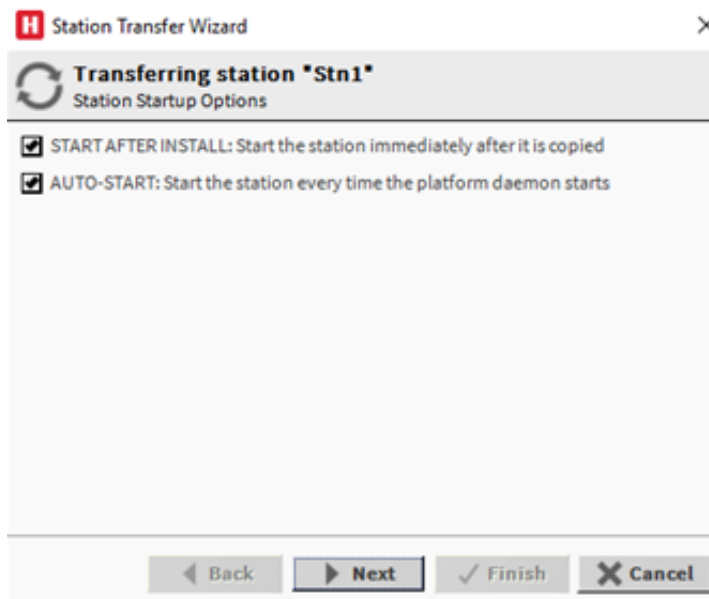 H Station Transfer Wizard
Transferring station "Stn1"
Station Startup Options
START AFTER INSTALL: Start the station immediately after it is copied
AUTO-START: Start the station every time the platform daemon starts
Back Next Finish Cancel